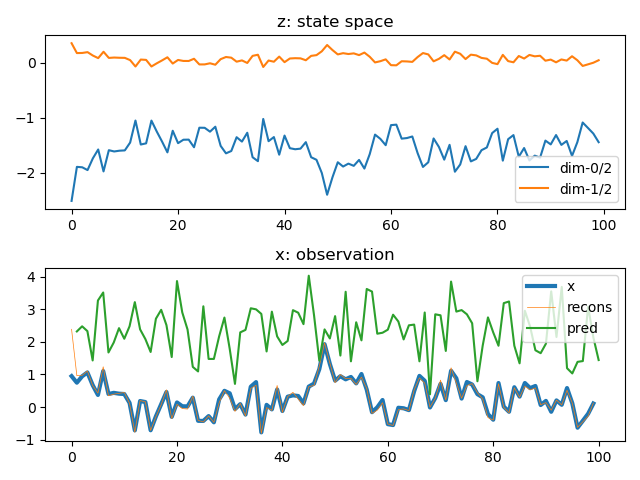 z: state space
0
−1
−2
dim-0/2
dim-1/2
0 20 40 60 80 100
x: observation
4
3
2
1
0
−1
x
recons
pred
0 20 40 60 80 100